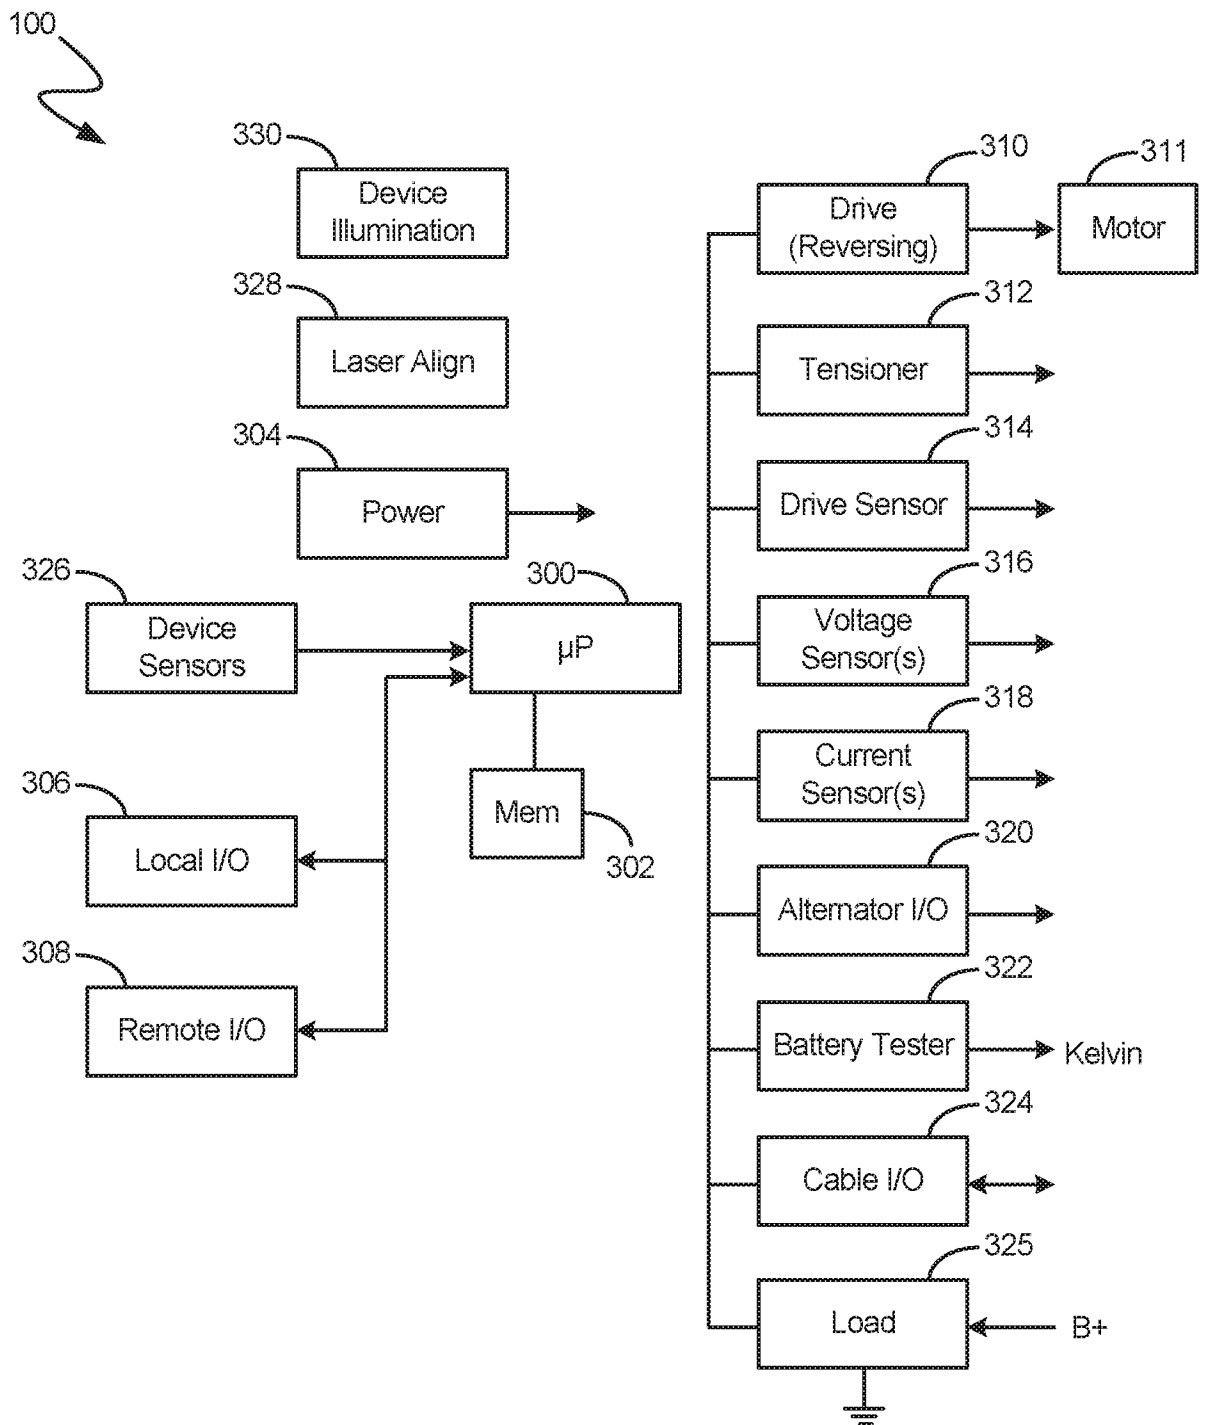 100
330
Device
Illumination
328
Laser Align
304
Power
326
Device
Sensors
300
µP
306
Local I/O
Mem
302
308
Remote I/O
310
Drive
(Reversing)
311
Motor
312
Tensioner
314
Drive Sensor
316
Voltage
Sensor(s)
318
Current
Sensor(s)
320
Alternator I/O
322
Battery Tester
Kelvin
324
Cable I/O
325
Load
B+